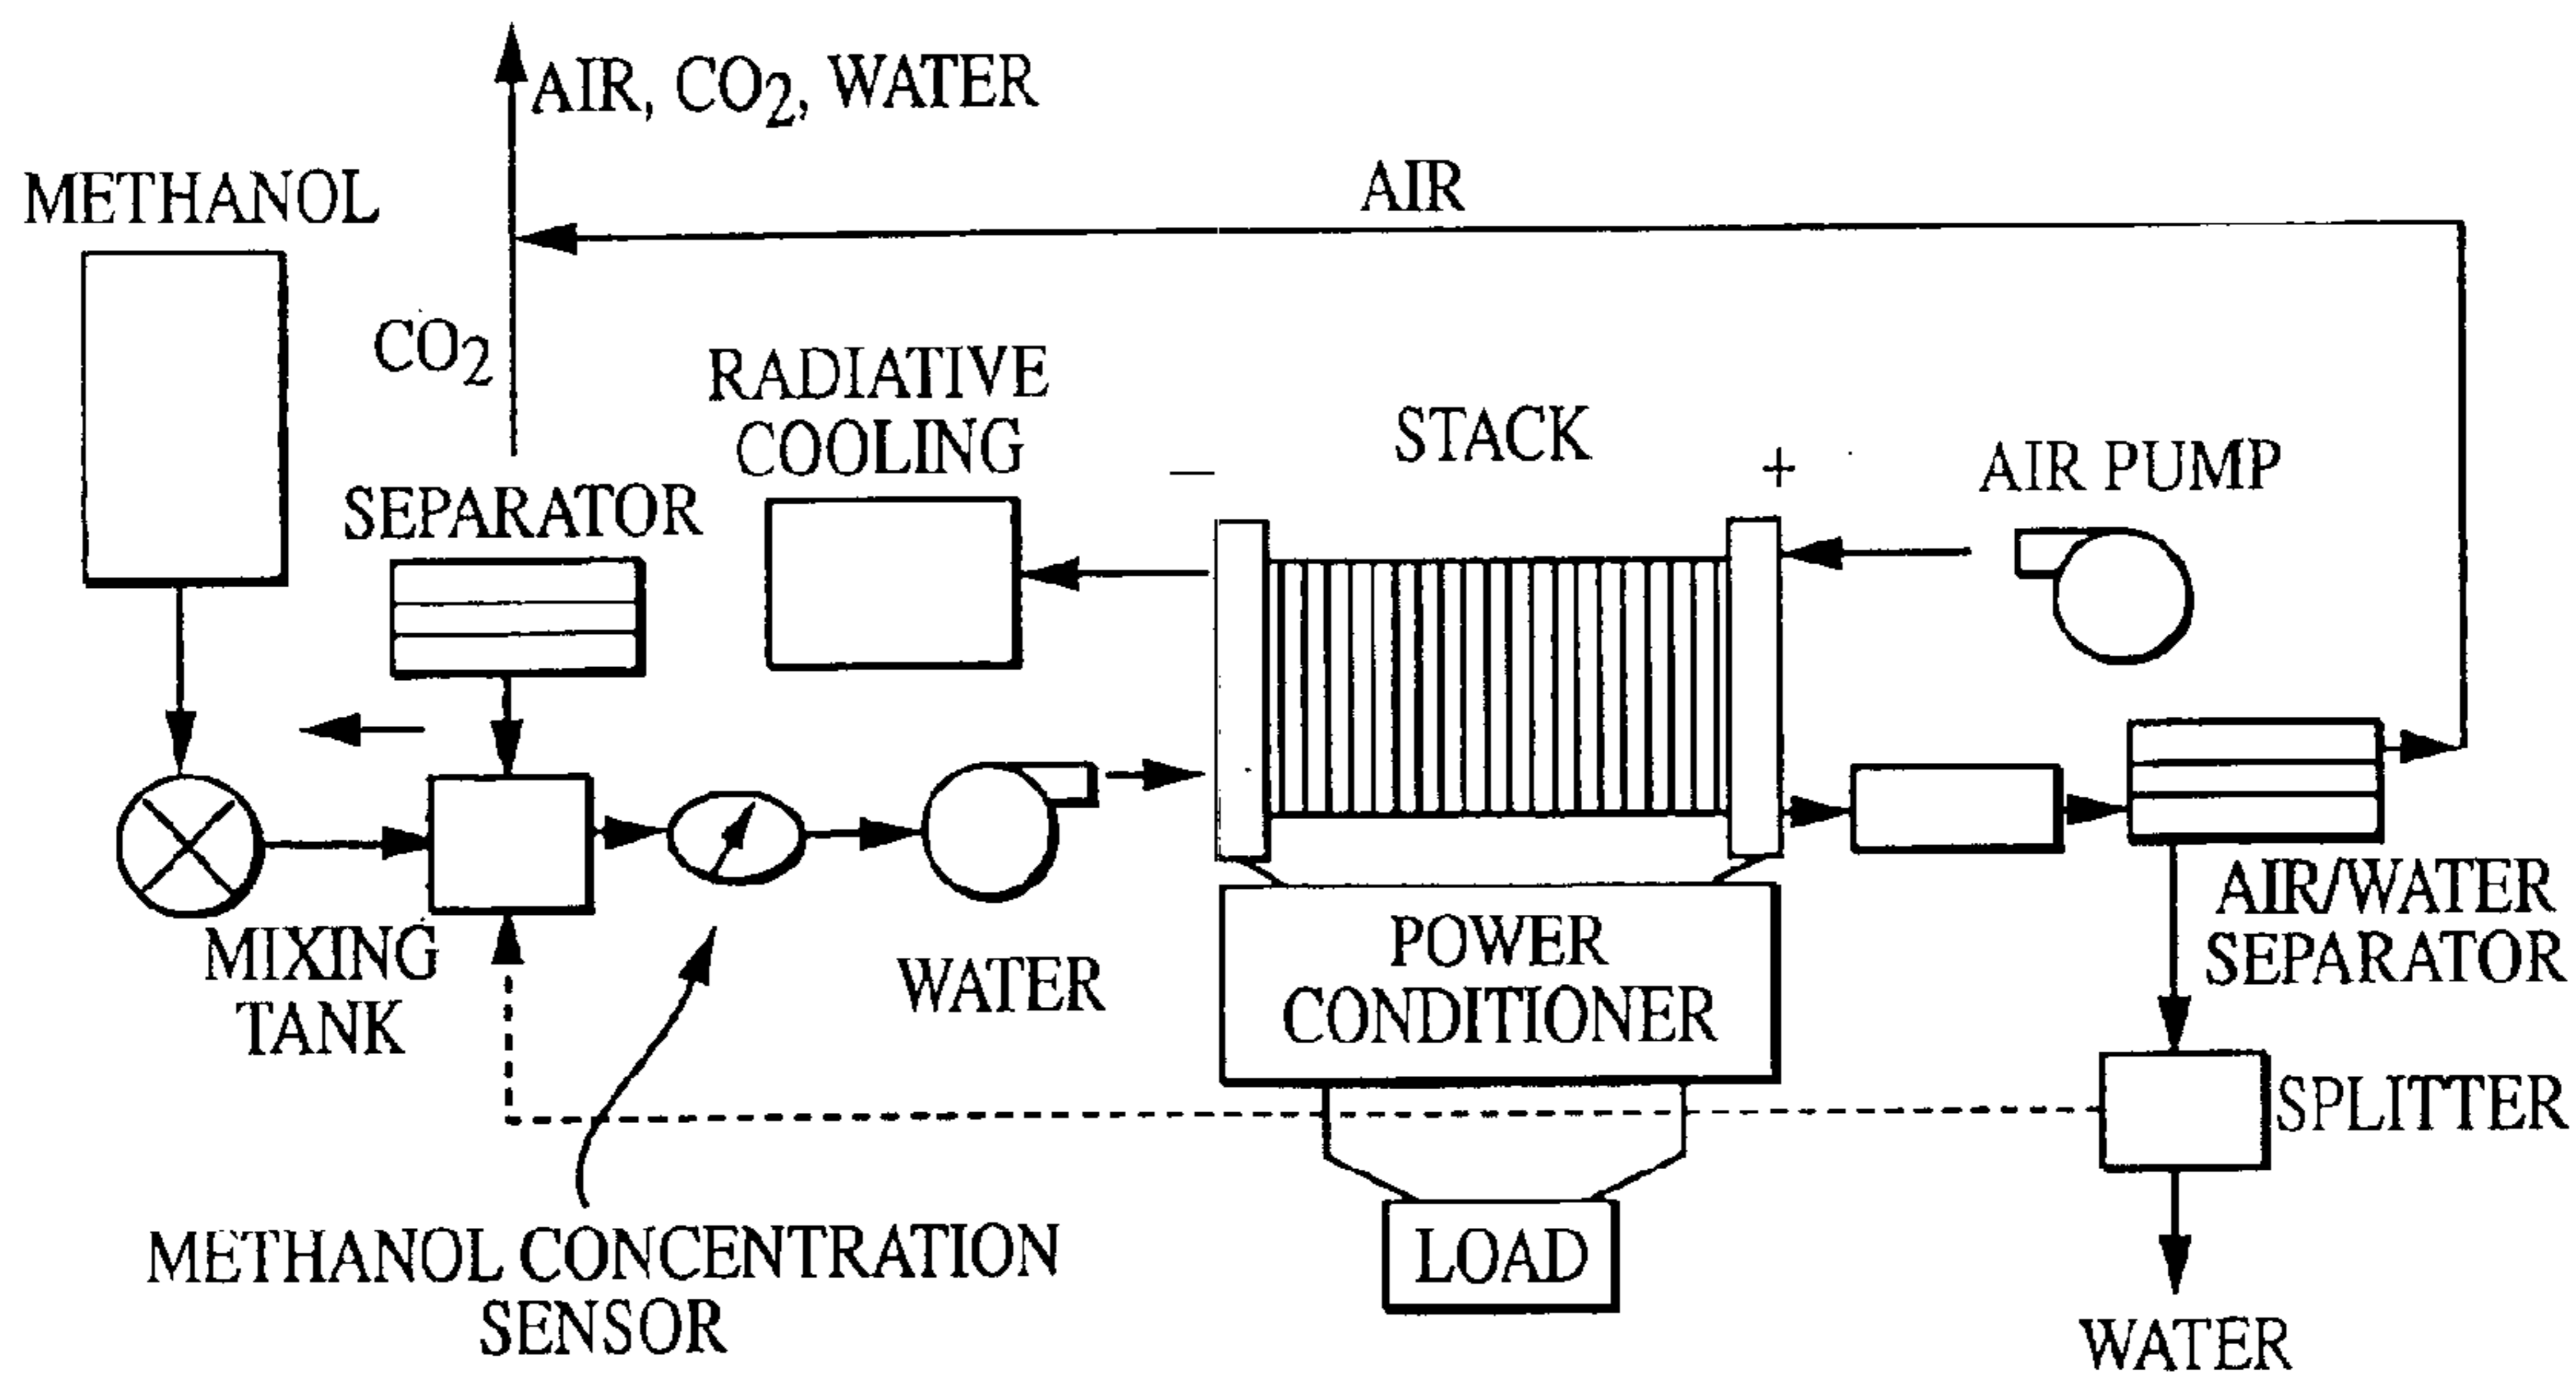 AIR, CO2, WATER
AIR
METHANOL
CO2
RADIATIVE
COOLING
STACK
AIR PUMP
SEPARATOR
−
+
AIR/WATER
SEPARATOR
MIXING
TANK
WATER
POWER
CONDITIONER
SPLITTER
METHANOL CONCENTRATION
SENSOR
LOAD
WATER